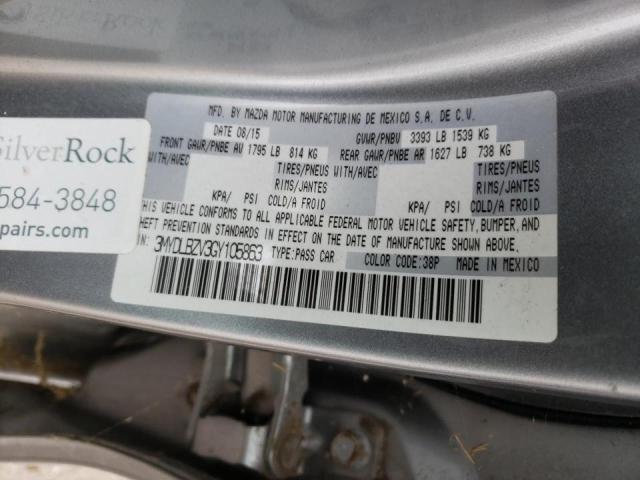 SilverRock
MFD. BY MAZDA MOTOR MANUFACTURING DE MEXICO S.A. DE C.V.
DATE 08/15 GVWR/PNBV 3393 LB 1539 KG
FRONT GAWR/PNBE AV 1795 LB 814 KG REAR GAWR/PNBE AR 1627 LB 738 KG
WITH/AVEC TIRES/PNEUS WITH/AVEC TIRES/PNEUS
RIMS/JANTES RIMS/JANTES
KPA/ PSI COLD/A FROID KPA/ PSI COLD/A FROID
THIS VEHICLE CONFORMS TO ALL APPLICABLE FEDERAL MOTOR VEHICLE SAFETY, BUMPER, AND
THEFT PREVENTION STANDARDS IN EFFECT ON THE DATE OF MANUFACTURE SHOWN ABOVE.
3MYDLBZV3GY105863 TYPE:PASS CAR COLOR CODE:38P MADE IN MEXICO
SilverRock
584-3848
pairs.com